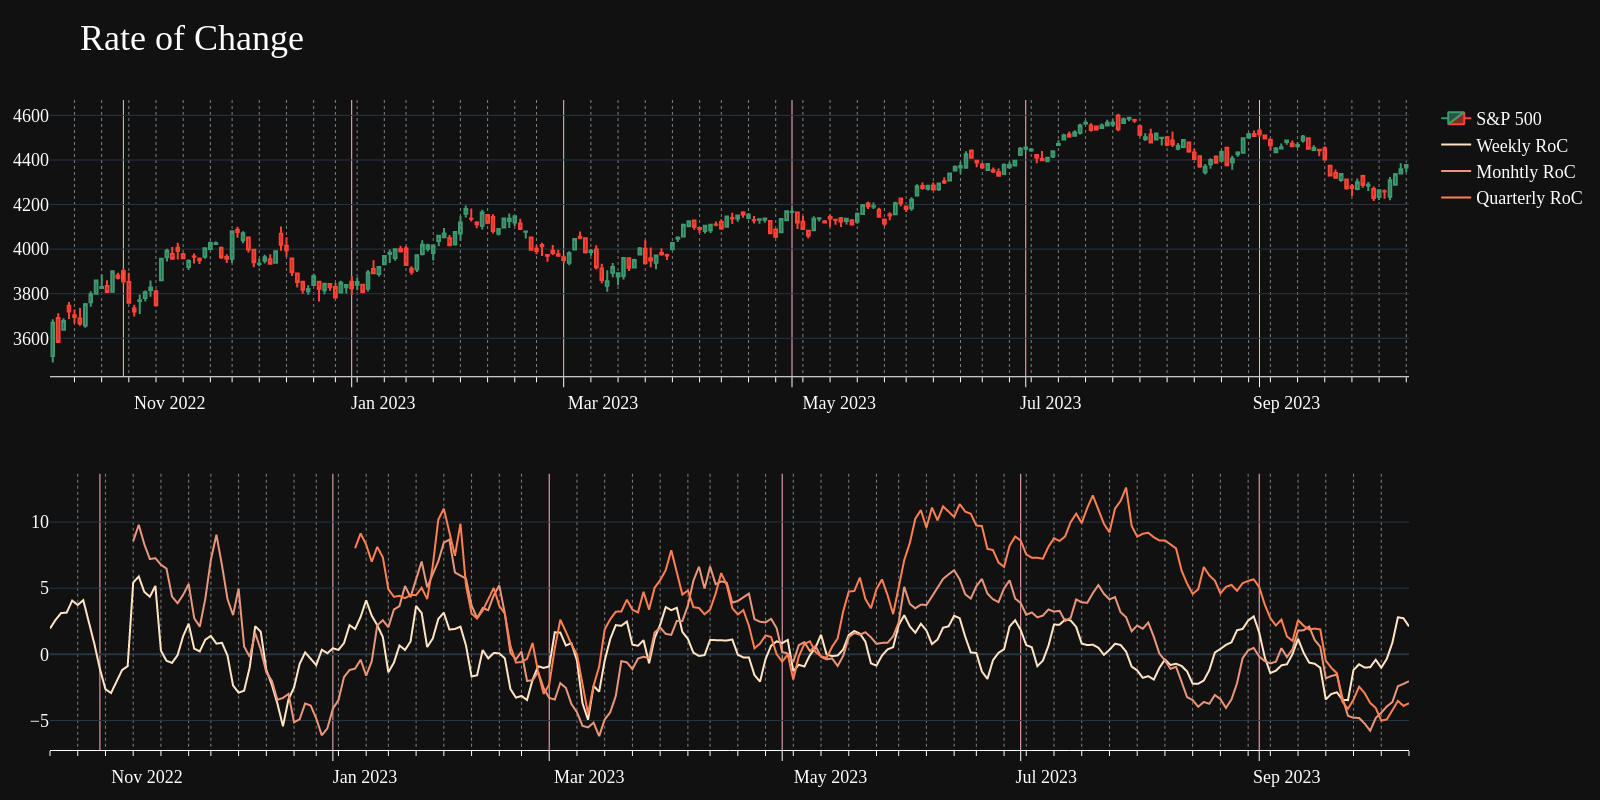 Rate of Change
4600
4400
4200
4000
3800
3600
Nov 2022 Jan 2023 Mar 2023 May 2023 Jul 2023 Sep 2023
S&P 500
Weekly RoC
Monhtly RoC
Quarterly RoC
10
5
0
−5
Nov 2022 Jan 2023 Mar 2023 May 2023 Jul 2023 Sep 2023